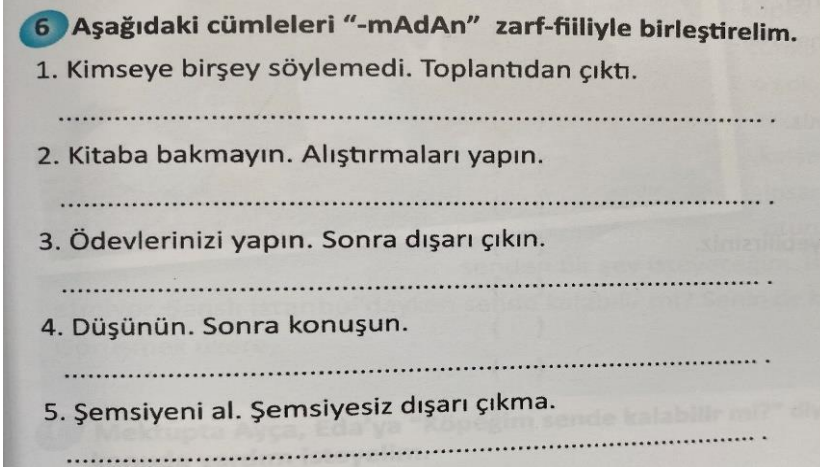 6 Aşağıdaki cümleleri “-mAdAn” zarf-fiiliyle birleştirelim.
1. Kimseye birşey söylemedi. Toplantıdan çıktı.
2. Kitaba bakmayın. Alıştırmaları yapın.
3. Ödevlerinizi yapın. Sonra dışarı çıkın.
4. Düşünün. Sonra konuşun.
5. Şemsiyeni al. Şemsiyesiz dışarı çıkma.